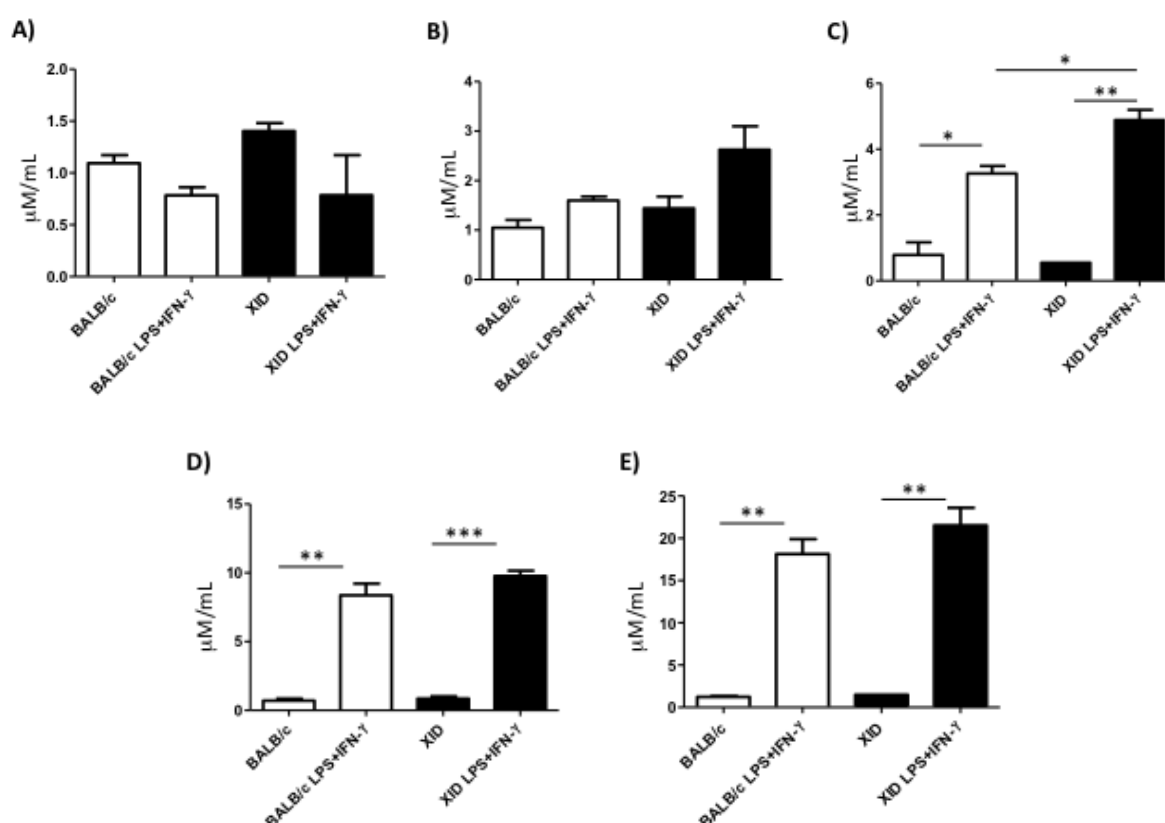 A)
μM/mL
2.0
1.5
1.0
0.5
0.0
BALB/c
BALB/c LPS+IFN-γ
XID
XID LPS+IFN-γ
B)
μM/mL
4
3
2
1
0
BALB/c
BALB/c LPS+IFN-γ
XID
XID LPS+IFN-γ
C)
μM/mL
6
4
2
0
*
**
*
BALB/c
BALB/c LPS+IFN-γ
XID
XID LPS+IFN-γ
D)
μM/mL
15
10
5
0
**
***
BALB/c
BALB/c LPS+IFN-γ
XID
XID LPS+IFN-γ
E)
μM/mL
25
20
15
10
5
0
**
**
BALB/c
BALB/c LPS+IFN-γ
XID
XID LPS+IFN-γ